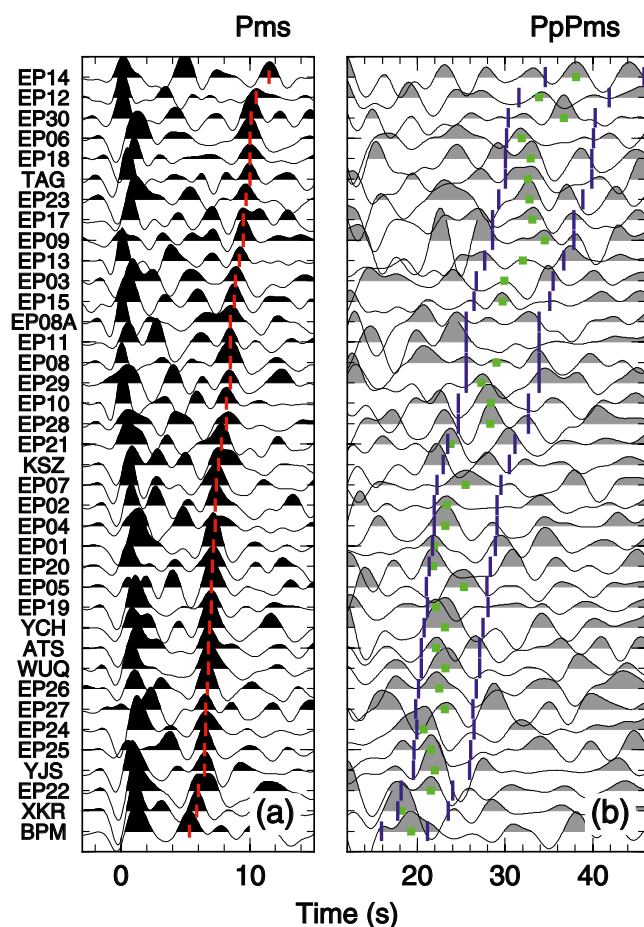 Pms PpPms
EP14
EP12
EP30
EP06
EP18
TAG
EP23
EP17
EP09
EP13
EP03
EP15
EP08A
EP11
EP08
EP29
EP10
EP28
EP21
KSZ
EP07
EP02
EP04
EP01
EP20
EP05
EP19
YCH
ATS
WUQ
EP26
EP27
EP24
EP25
YJS
EP22
XKR
BPM
(a) (b)
0 10 20 30 40
Time (s)